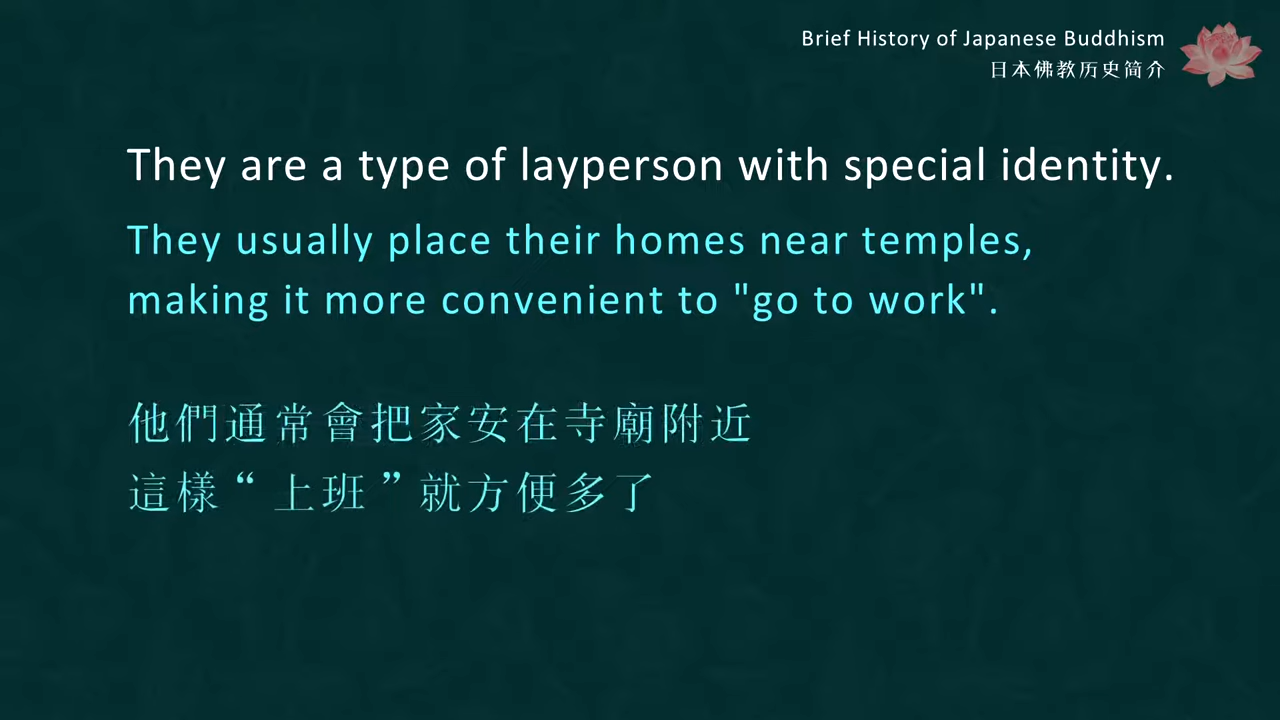 Brief History of Japanese Buddhism
日本佛教历史简介
They are a type of layperson with special identity.
They usually place their homes near temples,
making it more convenient to "go to work".
他們通常會把家安在寺廟附近
這樣“上班”就方便多了